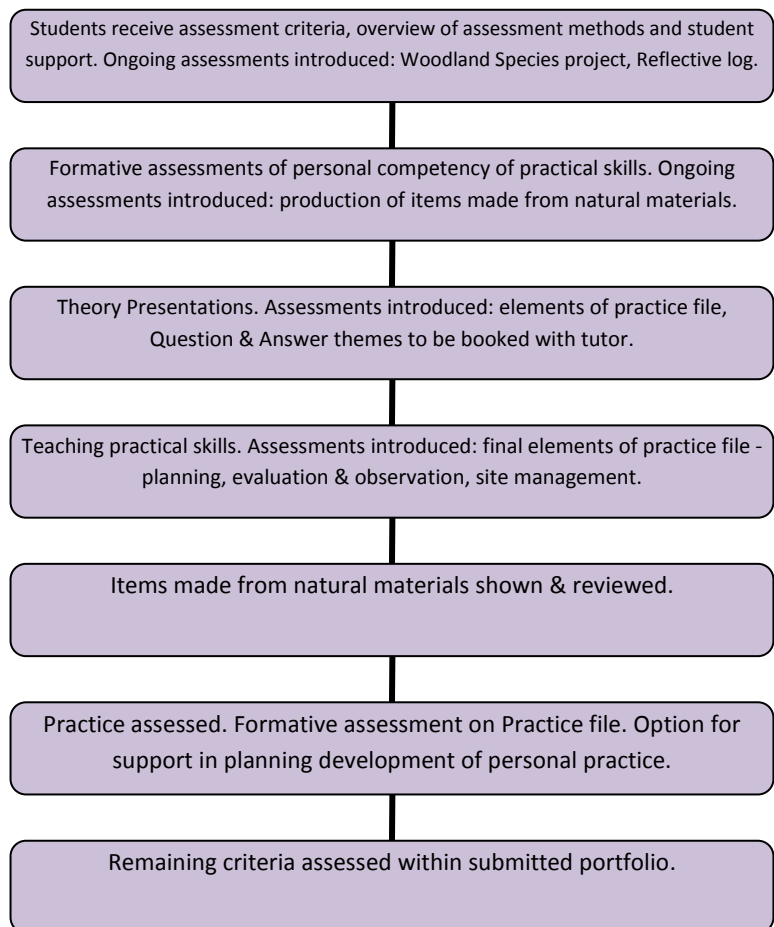 Students receive assessment criteria, overview of assessment methods and student
support. Ongoing assessments introduced: Woodland Species project, Reflective log.
Formative assessments of personal competency of practical skills. Ongoing
assessments introduced: production of items made from natural materials.
Theory Presentations. Assessments introduced: elements of practice file,
Question & Answer themes to be booked with tutor.
Teaching practical skills. Assessments introduced: final elements of practice file -
planning, evaluation & observation, site management.
Items made from natural materials shown & reviewed.
Practice assessed. Formative assessment on Practice file. Option for
support in planning development of personal practice.
Remaining criteria assessed within submitted portfolio.